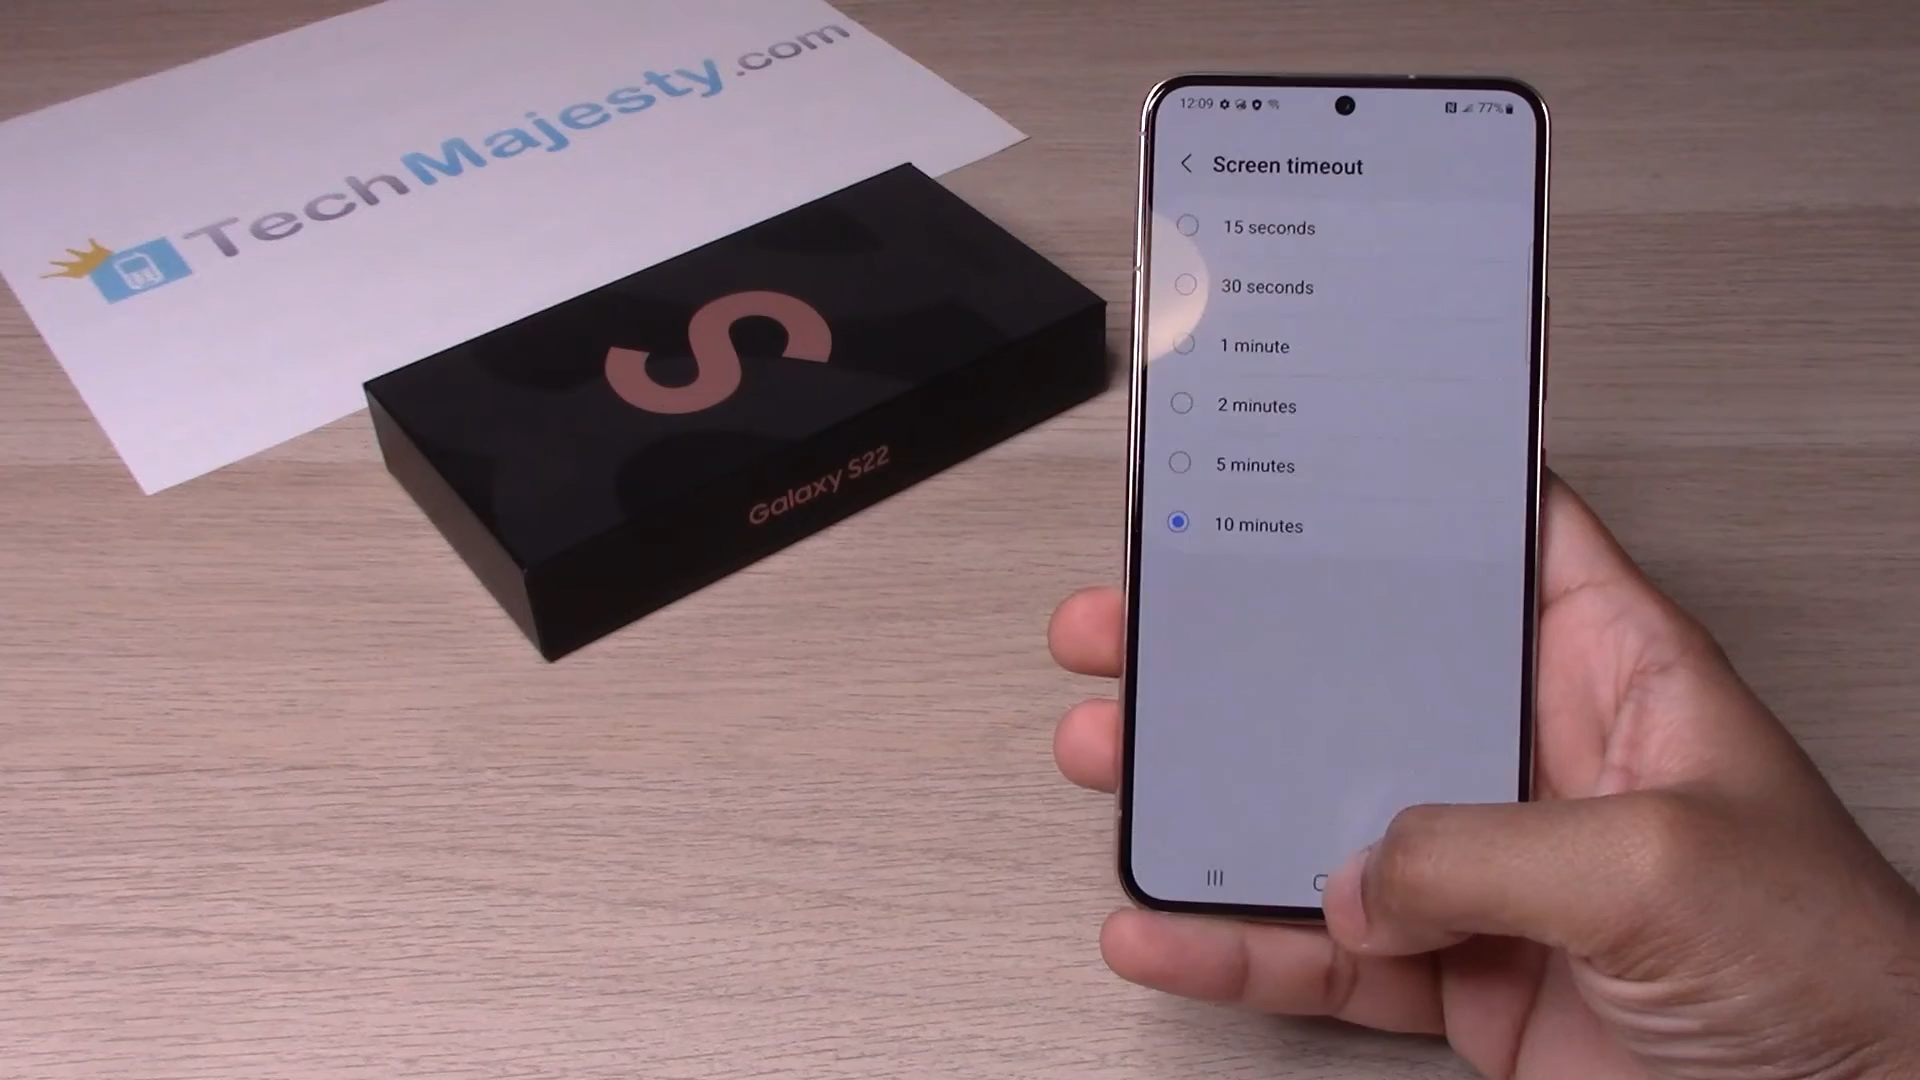 TechMajesty.com
S
Galaxy S22
12:09
77%
Screen timeout
15 seconds
30 seconds
1 minute
2 minutes
5 minutes
10 minutes